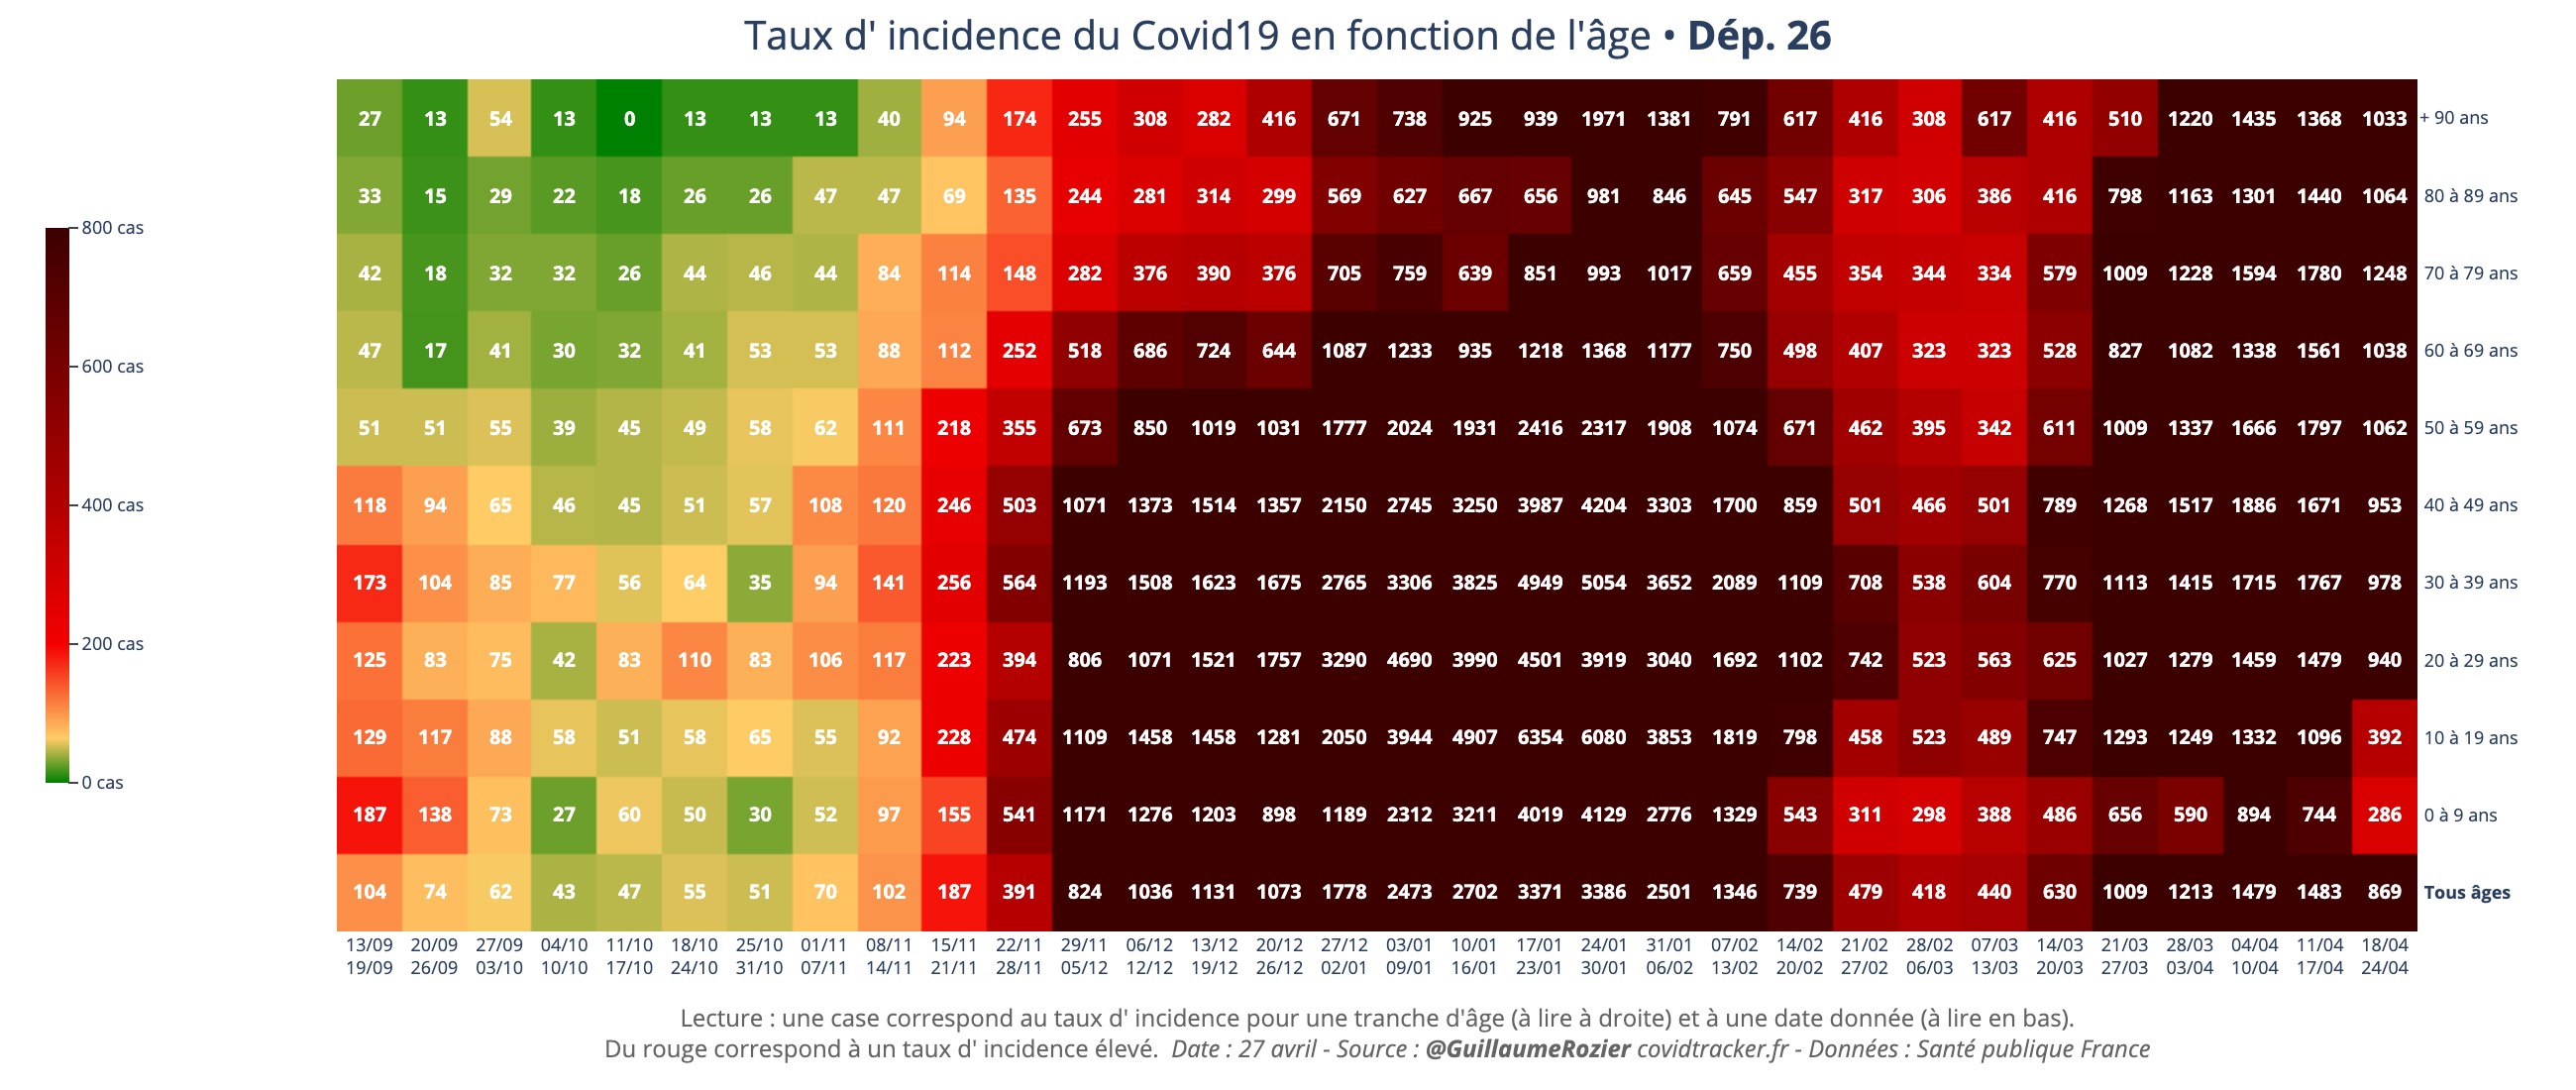 Taux d' incidence du Covid19 en fonction de l'âge • Dép. 26
27 13 54 13 0 13 13 13 40 94 174 255 308 282 416 671 738 925 939 1971 1381 791 617 416 308 617 416 510 1220 1435 1368 1033 + 90 ans
33 15 29 22 18 26 26 47 47 69 135 244 281 314 299 569 627 667 656 981 846 645 547 317 306 386 416 798 1163 1301 1440 1064 80 à 89 ans
42 18 32 32 26 44 46 44 84 114 148 282 376 390 376 705 759 639 851 993 1017 659 455 354 344 334 579 1009 1228 1594 1780 1248 70 à 79 ans
47 17 41 30 32 41 53 53 88 112 252 518 686 724 644 1087 1233 935 1218 1368 1177 750 498 407 323 323 528 827 1082 1338 1561 1038 60 à 69 ans
51 51 55 39 45 49 58 62 111 218 355 673 850 1019 1031 1777 2024 1931 2416 2317 1908 1074 671 462 395 342 611 1009 1337 1666 1797 1062 50 à 59 ans
118 94 65 46 45 51 57 108 120 246 503 1071 1373 1514 1357 2150 2745 3250 3987 4204 3303 1700 859 501 466 501 789 1268 1517 1886 1671 953 40 à 49 ans
173 104 85 77 56 64 35 94 141 256 564 1193 1508 1623 1675 2765 3306 3825 4949 5054 3652 2089 1109 708 538 604 770 1113 1415 1715 1767 978 30 à 39 ans
125 83 75 42 83 110 83 106 117 223 394 806 1071 1521 1757 3290 4690 3990 4501 3919 3040 1692 1102 742 523 563 625 1027 1279 1459 1479 940 20 à 29 ans
129 117 88 58 51 58 65 55 92 228 474 1109 1458 1458 1281 2050 3944 4907 6354 6080 3853 1819 798 458 523 489 747 1293 1249 1332 1096 392 10 à 19 ans
187 138 73 27 60 50 30 52 97 155 541 1171 1276 1203 898 1189 2312 3211 4019 4129 2776 1329 543 311 298 388 486 656 590 894 744 286 0 à 9 ans
104 74 62 43 47 55 51 70 102 187 391 824 1036 1131 1073 1778 2473 2702 3371 3386 2501 1346 739 479 418 440 630 1009 1213 1479 1483 869 Tous âges
13/09 20/09 27/09 04/10 11/10 18/10 25/10 01/11 08/11 15/11 22/11 29/11 06/12 13/12 20/12 27/12 03/01 10/01 17/01 24/01 31/01 07/02 14/02 21/02 28/02 07/03 14/03 21/03 28/03 04/04 11/04 18/04
19/09 26/09 03/10 10/10 17/10 24/10 31/10 07/11 14/11 21/11 28/11 05/12 12/12 19/12 26/12 02/01 09/01 16/01 23/01 30/01 06/02 13/02 20/02 27/02 06/03 13/03 20/03 27/03 03/04 10/04 17/04 24/04
800 cas
600 cas
400 cas
200 cas
0 cas
Lecture : une case correspond au taux d' incidence pour une tranche d'âge (à lire à droite) et à une date donnée (à lire en bas).
Du rouge correspond à un taux d' incidence élevé. Date : 27 avril - Source : @GuillaumeRozier covidtracker.fr - Données : Santé publique France